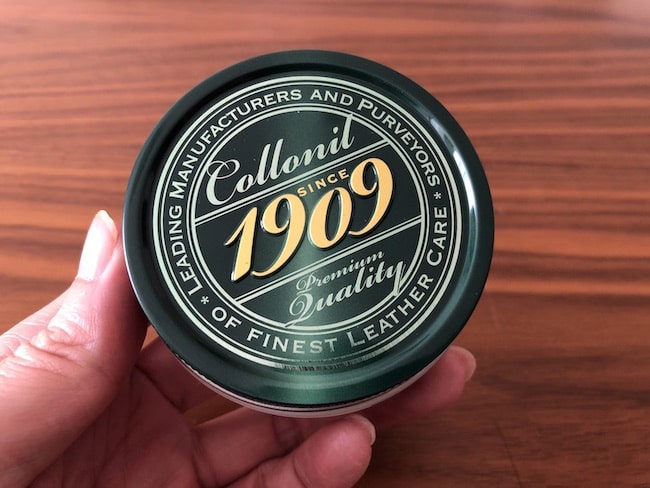 LEADING MANUFACTURERS AND PURVEYORS
* OF FINEST LEATHER CARE *
Collonil
SINCE
1909
Premium
Quality